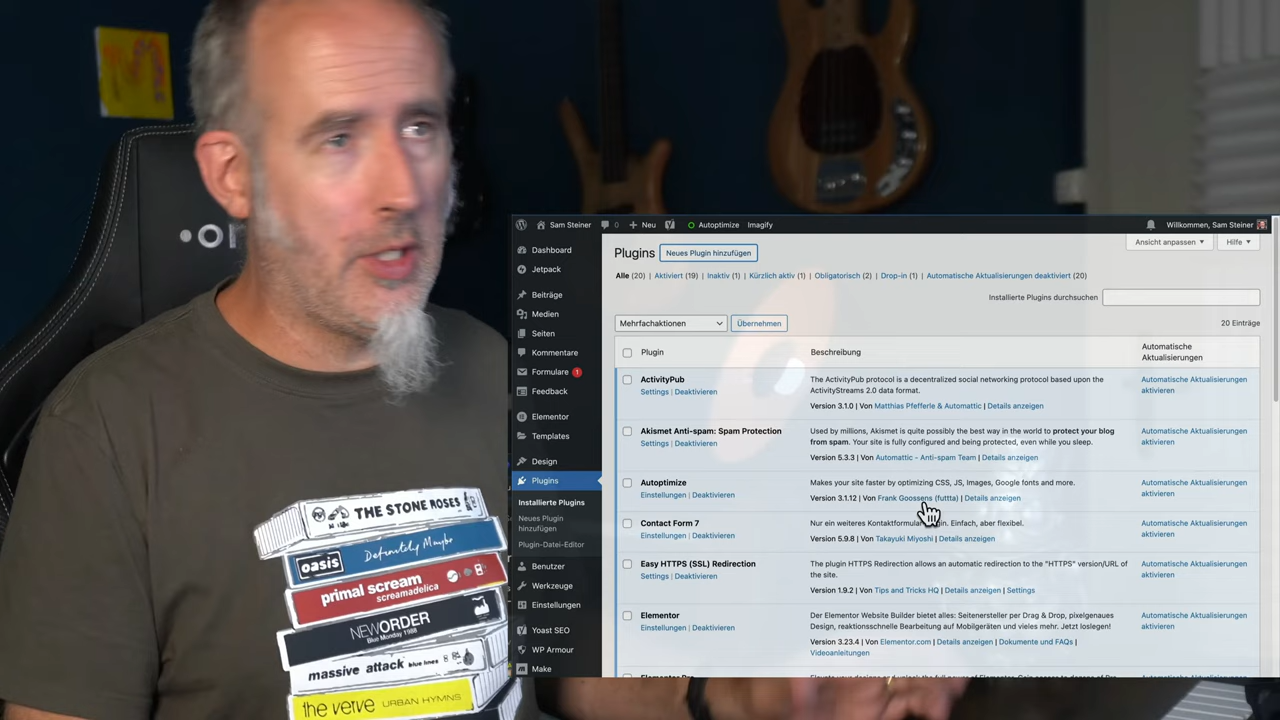 THE STONE ROSES
oasis Definitely Maybe
primal scream
screamadelica
NEWORDER
Blue Monday 1988
massive attack blue lines
the verve URBAN HYMNS
Sam Steiner 0 Neu Autoptimize Imagify Willkommen, Sam Steiner
Dashboard
Jetpack
Beiträge
Medien
Seiten
Kommentare
Formulare 1
Feedback
Elementor
Templates
Design
Plugins
Installierte Plugins
Neues Plugin
hinzufügen
Plugin-Datei-Editor
Benutzer
Werkzeuge
Einstellungen
Yoast SEO
WP Armour
Make
Ansicht anpassen Hilfe
Plugins Neues Plugin hinzufügen
Alle (20) | Aktiviert (19) | Inaktiv (1) | Kürzlich aktiv (1) | Obligatorisch (2) | Drop-in (1) | Automatische Aktualisierungen deaktiviert (20)
Installierte Plugins durchsuchen
Mehrfachaktionen Übernehmen 20 Einträge
Plugin Beschreibung Automatische
Aktualisierungen
ActivityPub
Settings | Deaktivieren
The ActivityPub protocol is a decentralized social networking protocol based upon the
ActivityStreams 2.0 data format.
Version 3.1.0 | Von Matthias Pfefferle & Automattic | Details anzeigen
Automatische Aktualisierungen
aktivieren
Akismet Anti-spam: Spam Protection
Settings | Deaktivieren
Used by millions, Akismet is quite possibly the best way in the world to protect your blog
from spam. Your site is fully configured and being protected, even while you sleep.
Version 5.3.3 | Von Automattic - Anti-spam Team | Details anzeigen
Automatische Aktualisierungen
aktivieren
Autoptimize
Einstellungen | Deaktivieren
Makes your site faster by optimizing CSS, JS, Images, Google fonts and more.
Version 3.1.12 | Von Frank Goossens (futtta) | Details anzeigen
Automatische Aktualisierungen
aktivieren
Contact Form 7
Einstellungen | Deaktivieren
Nur ein weiteres Kontaktformular Einfach, aber flexibel.
Version 5.9.8 | Von Takayuki Miyoshi | Details anzeigen
Automatische Aktualisierungen
aktivieren
Easy HTTPS (SSL) Redirection
Settings | Deaktivieren
The plugin HTTPS Redirection allows an automatic redirection to the "HTTPS" version/URL of
the site.
Version 1.9.2 | Von Tips and Tricks HQ | Details anzeigen | Settings
Automatische Aktualisierungen
aktivieren
Elementor
Einstellungen | Deaktivieren
Der Elementor Website Builder bietet alles: Seitenersteller per Drag & Drop, pixelgenaues
Design, reaktionsschnelle Bearbeitung auf Mobilgeräten und vieles mehr. Jetzt loslegen!
Version 3.23.4 | Von Elementor.com | Details anzeigen | Dokumente und FAQs |
Videoanleitungen
Automatische Aktualisierungen
aktivieren